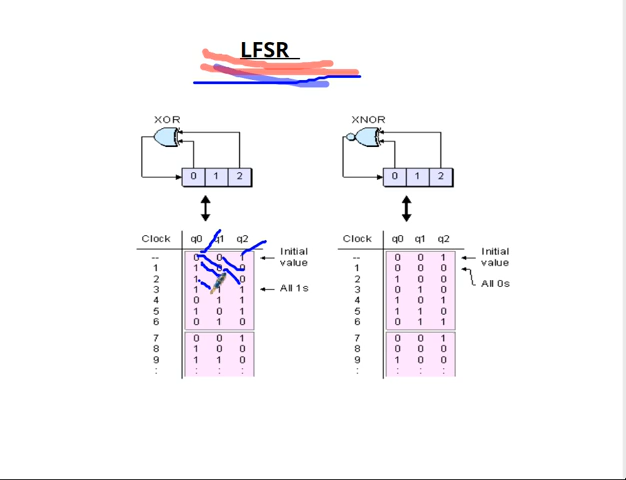 LFSR
XOR
XNOR
0 1 2
0 1 2
Clock q0 q1 q2
-- 0 0 1 Initial value
1 1 0 0
2 1 0
3 1 1 1 All 1s
4 0 1 1
5 1 0 1
6 0 1 0
7 0 0 1
8 1 0 0
9 1 1 0
: : : :
Clock q0 q1 q2
-- 0 0 1 Initial value
1 0 0 0 All 0s
2 1 0 0
3 0 1 0
4 1 0 1
5 1 1 0
6 0 1 1
7 0 0 1
8 0 0 0
9 1 0 0
: : : :